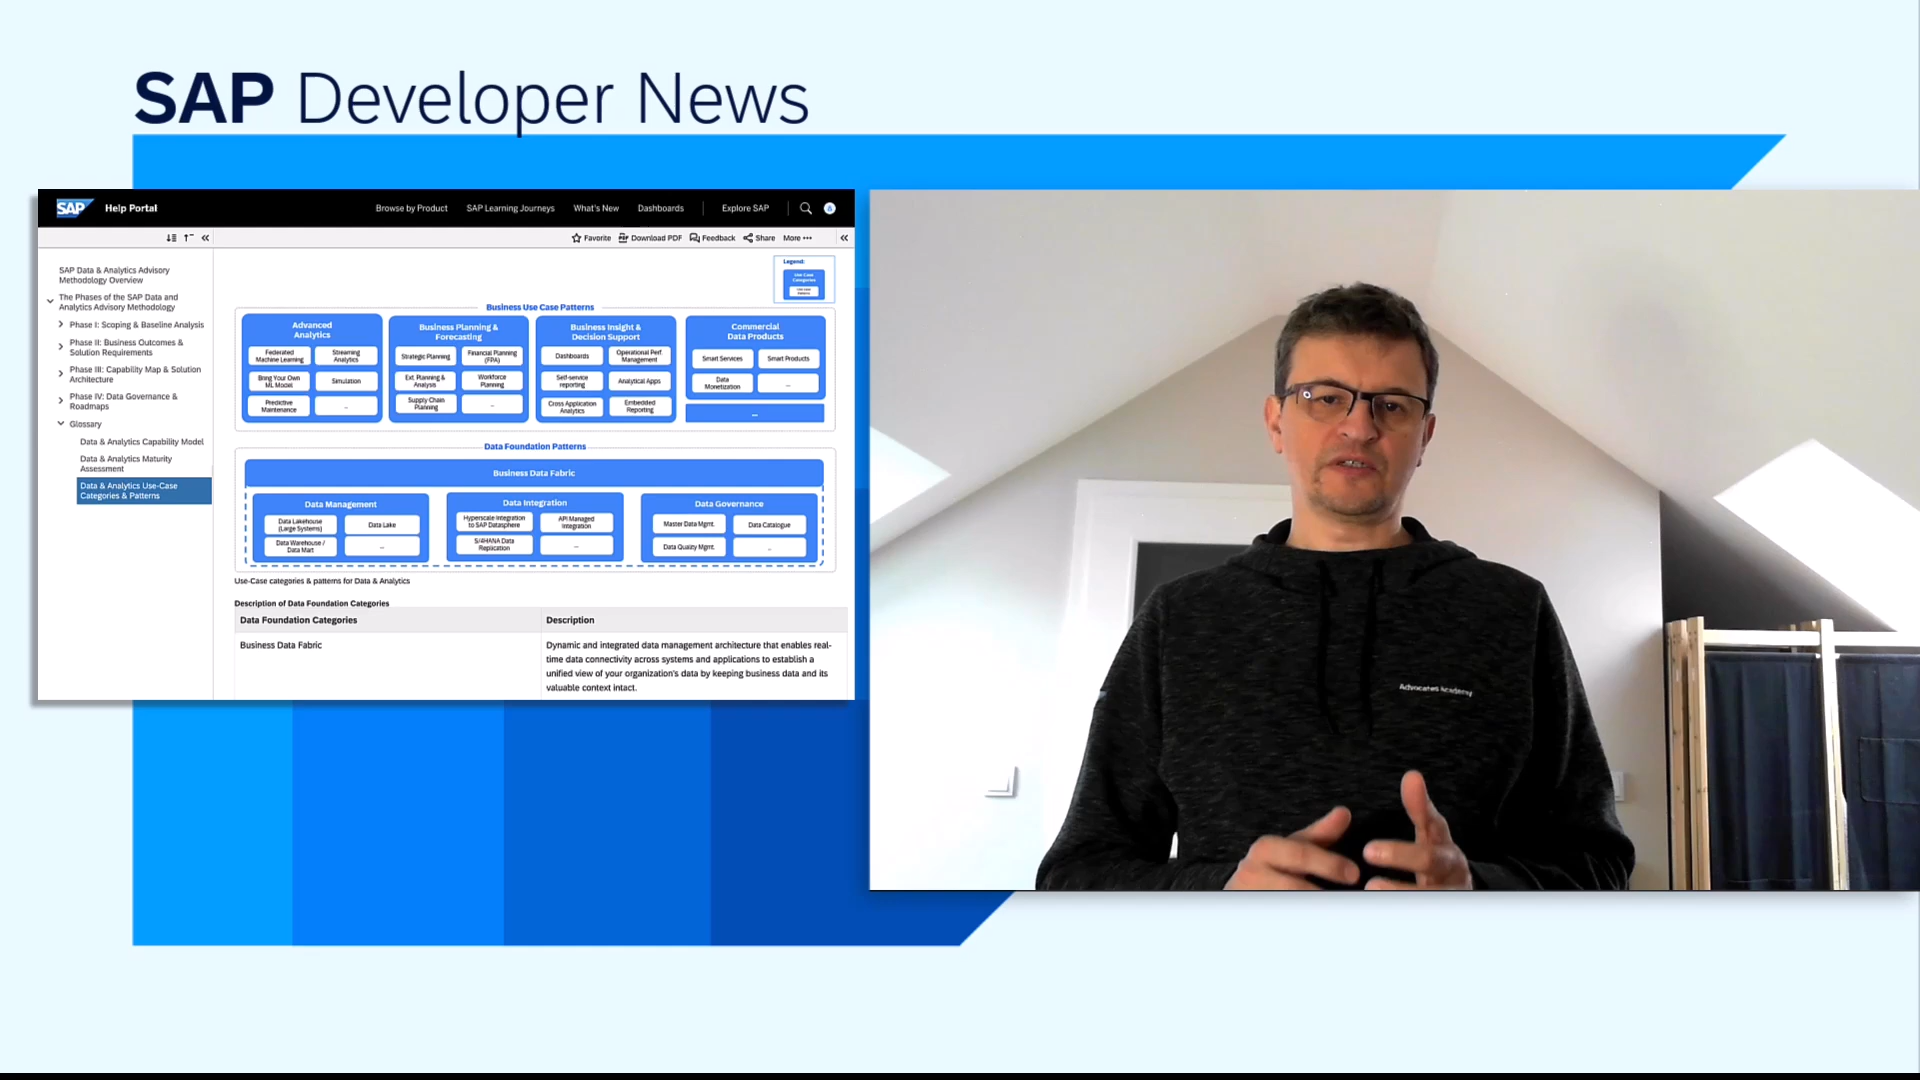 SAP Developer News
SAP Help Portal
Browse by Product
SAP Learning Journeys
What's New
Dashboards
Explore SAP
Favorite
PDF
Download PDF
Feedback
Share
More
SAP Data & Analytics Advisory
Methodology Overview
The Phases of the SAP Data and
Analytics Advisory Methodology
Phase I: Scoping & Baseline Analysis
Phase II: Business Outcomes &
Solution Requirements
Phase III: Capability Map & Solution
Architecture
Phase IV: Data Governance &
Roadmaps
Glossary
Data & Analytics Capability Model
Data & Analytics Maturity
Assessment
Data & Analytics Use-Case
Categories & Patterns
Legend:
Use Case
Categories
Use case
Patterns
Business Use Case Patterns
Advanced
Analytics
Federated
Machine Learning
Streaming
Analytics
Bring Your Own
ML Model
Simulation
Predictive
Maintenance
...
Business Planning &
Forecasting
Strategic Planning
Financial Planning
(FPA)
Ext. Planning &
Analysis
Workforce
Planning
Supply Chain
Planning
...
Business Insight &
Decision Support
Dashboards
Operational Perf.
Management
Self-service
reporting
Analytical Apps
Cross Application
Analytics
Embedded
Reporting
Commercial
Data Products
Smart Services
Smart Products
Data
Monetization
...
...
Data Foundation Patterns
Business Data Fabric
Data Management
Data Lakehouse
(Large Systems)
Data Lake
Data Warehouse /
Data Mart
...
Data Integration
Hyperscale Integration
to SAP Datasphere
API Managed
Integration
S/4HANA Data
Replication
...
Data Governance
Master Data Mgmt.
Data Catalogue
Data Quality Mgmt.
...
Use-Case categories & patterns for Data & Analytics
Description of Data Foundation Categories
Data Foundation Categories
Description
Business Data Fabric
Dynamic and integrated data management architecture that enables real-
time data connectivity across systems and applications to establish a
unified view of your organization's data by keeping business data and its
valuable context intact.
Advocates Academy